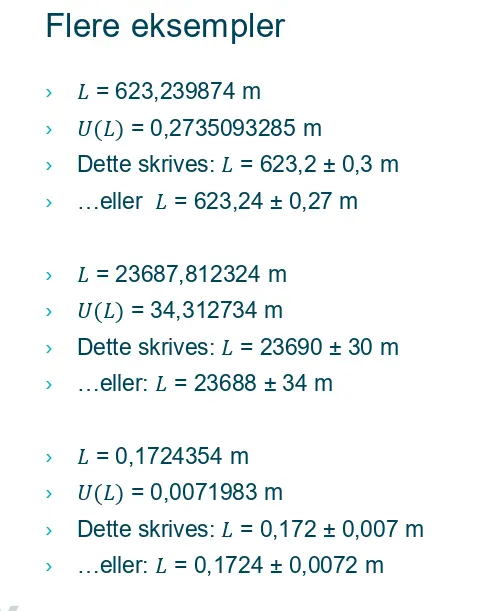 Flere eksempler
› L = 623,239874 m
› U(L) = 0,2735093285 m
› Dette skrives: L = 623,2 ± 0,3 m
› …eller L = 623,24 ± 0,27 m
› L = 23687,812324 m
› U(L) = 34,312734 m
› Dette skrives: L = 23690 ± 30 m
› …eller: L = 23688 ± 34 m
› L = 0,1724354 m
› U(L) = 0,0071983 m
› Dette skrives: L = 0,172 ± 0,007 m
› …eller: L = 0,1724 ± 0,0072 m